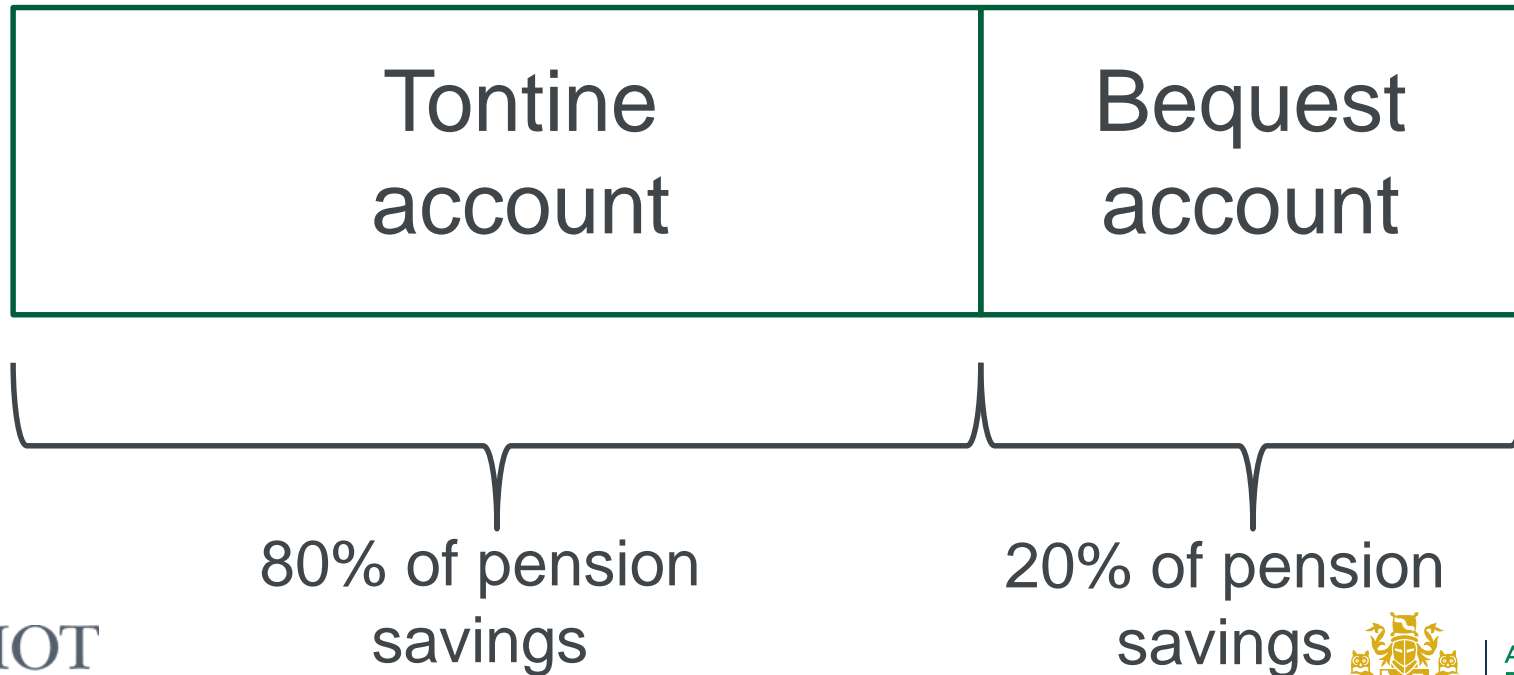 Tontine
account
Bequest
account
80% of pension
savings
20% of pension
savings